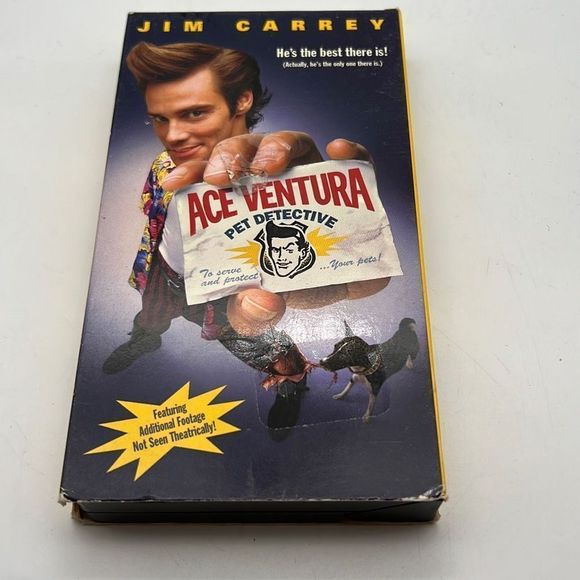 JIM CARREY
He's the best there is!
(Actually, he's the only one there is.)
ACE VENTURA
PET DETECTIVE
To serve
and protect
...Your pets!
Featuring
Additional Footage
Not Seen Theatrically!